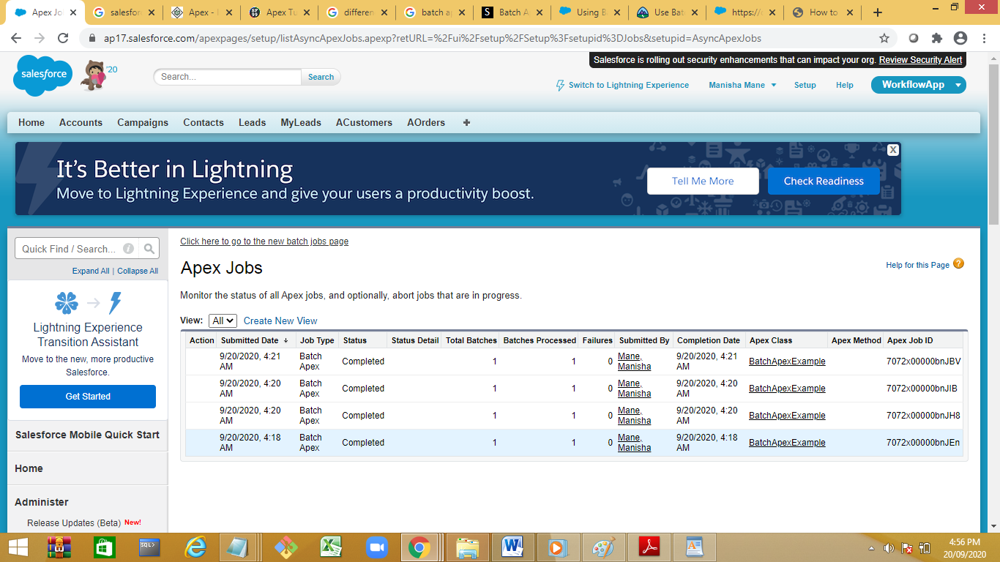 Apex Jo
salesfor
Apex -
Apex Tu
differen
batch ap
Batch A
Using B
Use Bat
https://
How to
ap17.salesforce.com/apexpages/setup/listAsyncApexJobs.apexp?retURL=%2Fui%2Fsetup%2FSetup%3Fsetupid%3DJobs&setupid=AsyncApexJobs
Salesforce is rolling out security enhancements that can impact your org. Review Security Alert
salesforce
'20
Search...
Search
Switch to Lightning Experience
Manisha Mane
Setup
Help
WorkflowApp
Home Accounts Campaigns Contacts Leads MyLeads ACustomers AOrders +
It's Better in Lightning
Move to Lightning Experience and give your users a productivity boost.
Tell Me More
Check Readiness
X
Quick Find / Search...
Expand All | Collapse All
Lightning Experience
Transition Assistant
Move to the new, more productive
Salesforce.
Get Started
Salesforce Mobile Quick Start
Home
Administer
Release Updates (Beta) New!
Click here to go to the new batch jobs page
Apex Jobs
Help for this Page ?
Monitor the status of all Apex jobs, and optionally, abort jobs that are in progress.
View: All Create New View
Action Submitted Date Job Type Status Status Detail Total Batches Batches Processed Failures Submitted By Completion Date Apex Class Apex Method Apex Job ID
9/20/2020, 4:21 AM Batch Apex Completed 1 1 0 Mane, Manisha 9/20/2020, 4:21 AM BatchApexExample 7072x00000bnJBV
9/20/2020, 4:20 AM Batch Apex Completed 1 1 0 Mane, Manisha 9/20/2020, 4:20 AM BatchApexExample 7072x00000bnJIB
9/20/2020, 4:20 AM Batch Apex Completed 1 1 0 Mane, Manisha 9/20/2020, 4:20 AM BatchApexExample 7072x00000bnJH8
9/20/2020, 4:18 AM Batch Apex Completed 1 1 0 Mane, Manisha 9/20/2020, 4:18 AM BatchApexExample 7072x00000bnJEn
SQL>
4:56 PM
20/09/2020